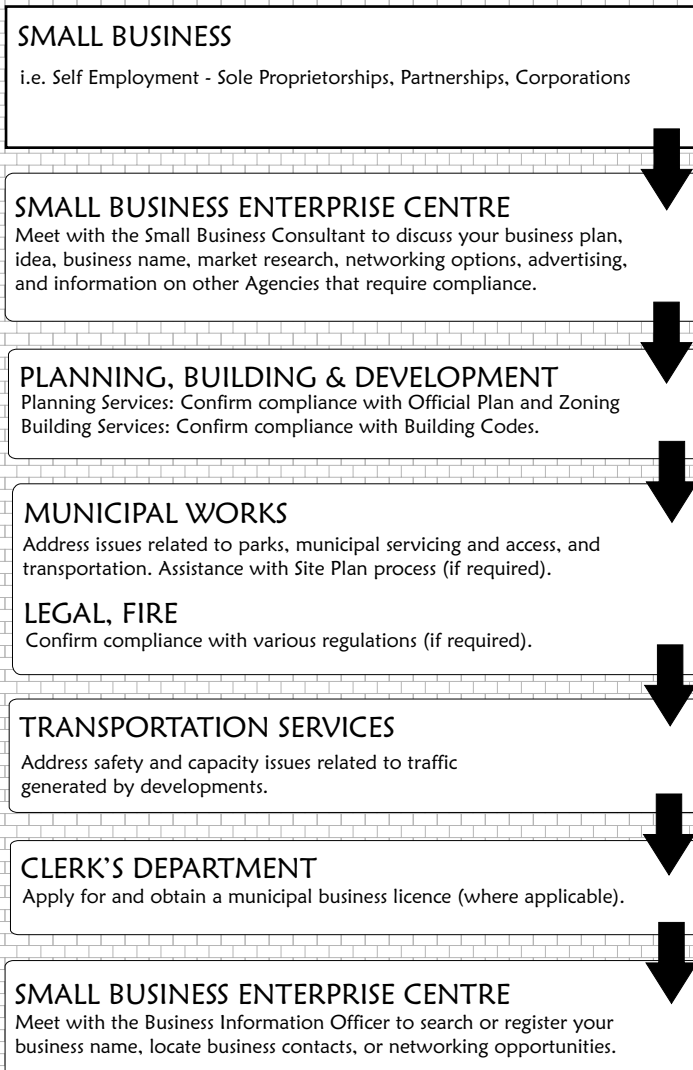 SMALL BUSINESS
i.e. Self Employment - Sole Proprietorships, Partnerships, Corporations
SMALL BUSINESS ENTERPRISE CENTRE
Meet with the Small Business Consultant to discuss your business plan,
idea, business name, market research, networking options, advertising,
and information on other Agencies that require compliance.
PLANNING, BUILDING & DEVELOPMENT
Planning Services: Confirm compliance with Official Plan and Zoning
Building Services: Confirm compliance with Building Codes.
MUNICIPAL WORKS
Address issues related to parks, municipal servicing and access, and
transportation. Assistance with Site Plan process (if required).
LEGAL, FIRE
Confirm compliance with various regulations (if required).
TRANSPORTATION SERVICES
Address safety and capacity issues related to traffic
generated by developments.
CLERK'S DEPARTMENT
Apply for and obtain a municipal business licence (where applicable).
SMALL BUSINESS ENTERPRISE CENTRE
Meet with the Business Information Officer to search or register your
business name, locate business contacts, or networking opportunities.